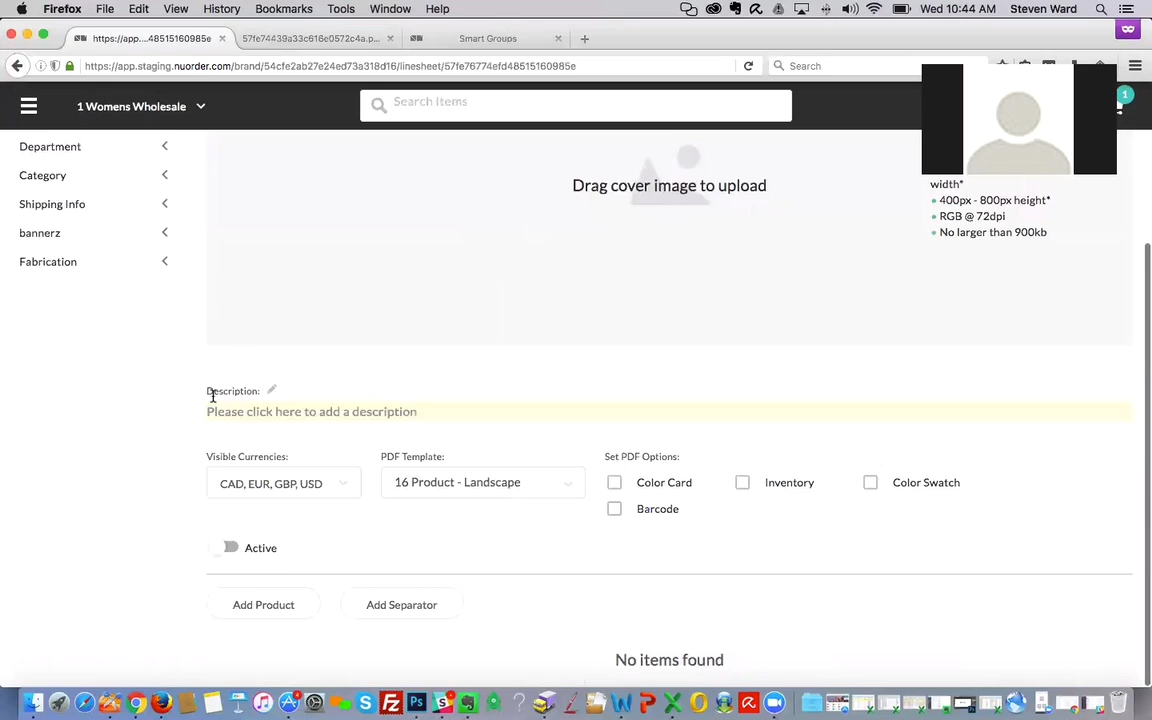 Firefox File Edit View History Bookmarks Tools Window Help Wed 10:44 AM Steven Ward
https://app....48515160985e 57fe74439a33c616e0572c4a.p... Smart Groups
https://app.staging.nuorder.com/brand/54cfe2ab27e24ed73a318d16/linesheet/57fe76774efd48515160985e Search
1 Womens Wholesale Search Items 1
Department
Category
Shipping Info
bannerz
Fabrication
Drag cover image to upload
width*
400px - 800px height*
RGB @ 72dpi
No larger than 900kb
Description:
Please click here to add a description
Visible Currencies: PDF Template: Set PDF Options:
CAD, EUR, GBP, USD 16 Product - Landscape Color Card Inventory Color Swatch
Barcode
Active
Add Product Add Separator
No items found